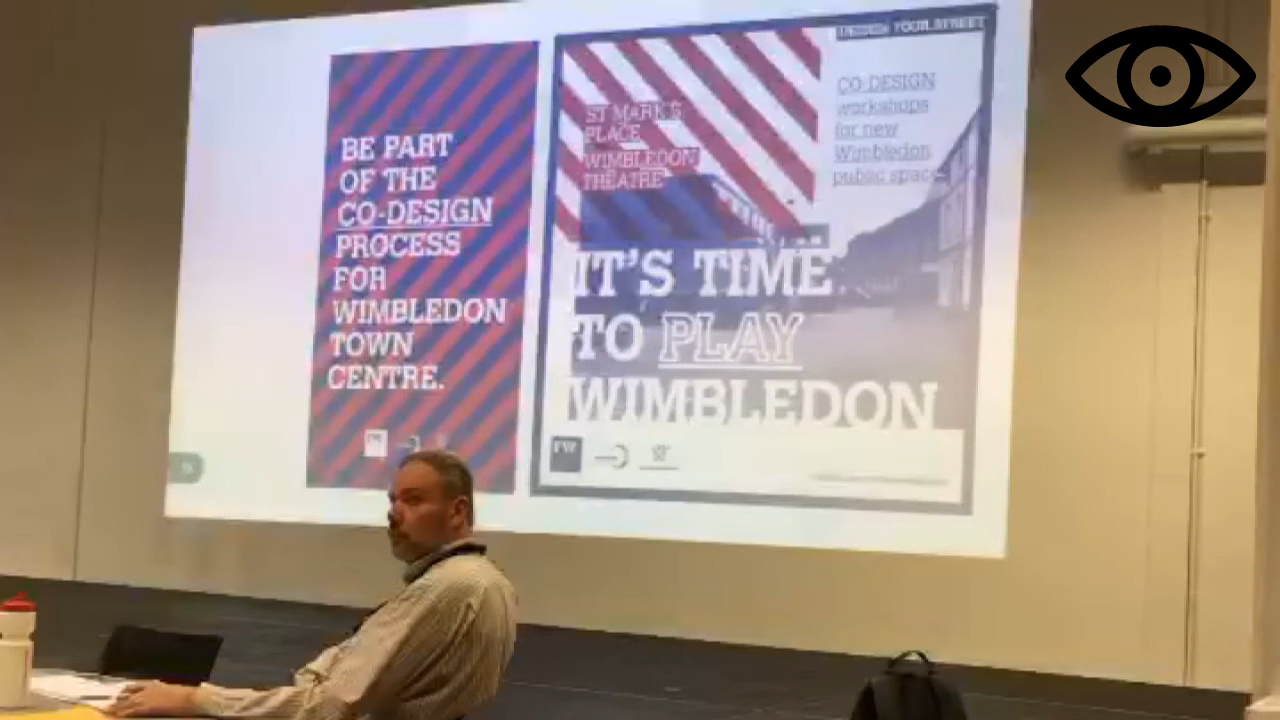 BE PART
OF THE
CO-DESIGN
PROCESS
FOR
WIMBLEDON
TOWN
CENTRE.
DESIGN YOUR STREET
ST MARK'S
PLACE
WIMBLEDON
THEATRE
CO-DESIGN
workshops
for new
Wimbledon
public space
IT'S TIME
TO PLAY
WIMBLEDON
FW